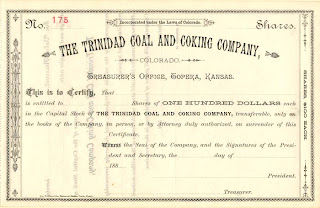 Incorporated under the Laws of Colorado.
No. 175 Shares.
THE TRINIDAD COAL AND COKING COMPANY,
COLORADO.
TREASURER'S OFFICE, TOPEKA, KANSAS.
This is to Certify, That
is entitled to Shares of ONE HUNDRED DOLLARS each
in the Capital Stock of THE TRINIDAD COAL AND COKING COMPANY, transferable, only on
the books of the Company, in person, or by Attorney duly authorized, on surrender of this
Certificate.
Witness the Seal of the Company, and the Signatures of the Presi-
dent and Secretary, the day of
188
President.
Treasurer.
SHARES $100 EACH